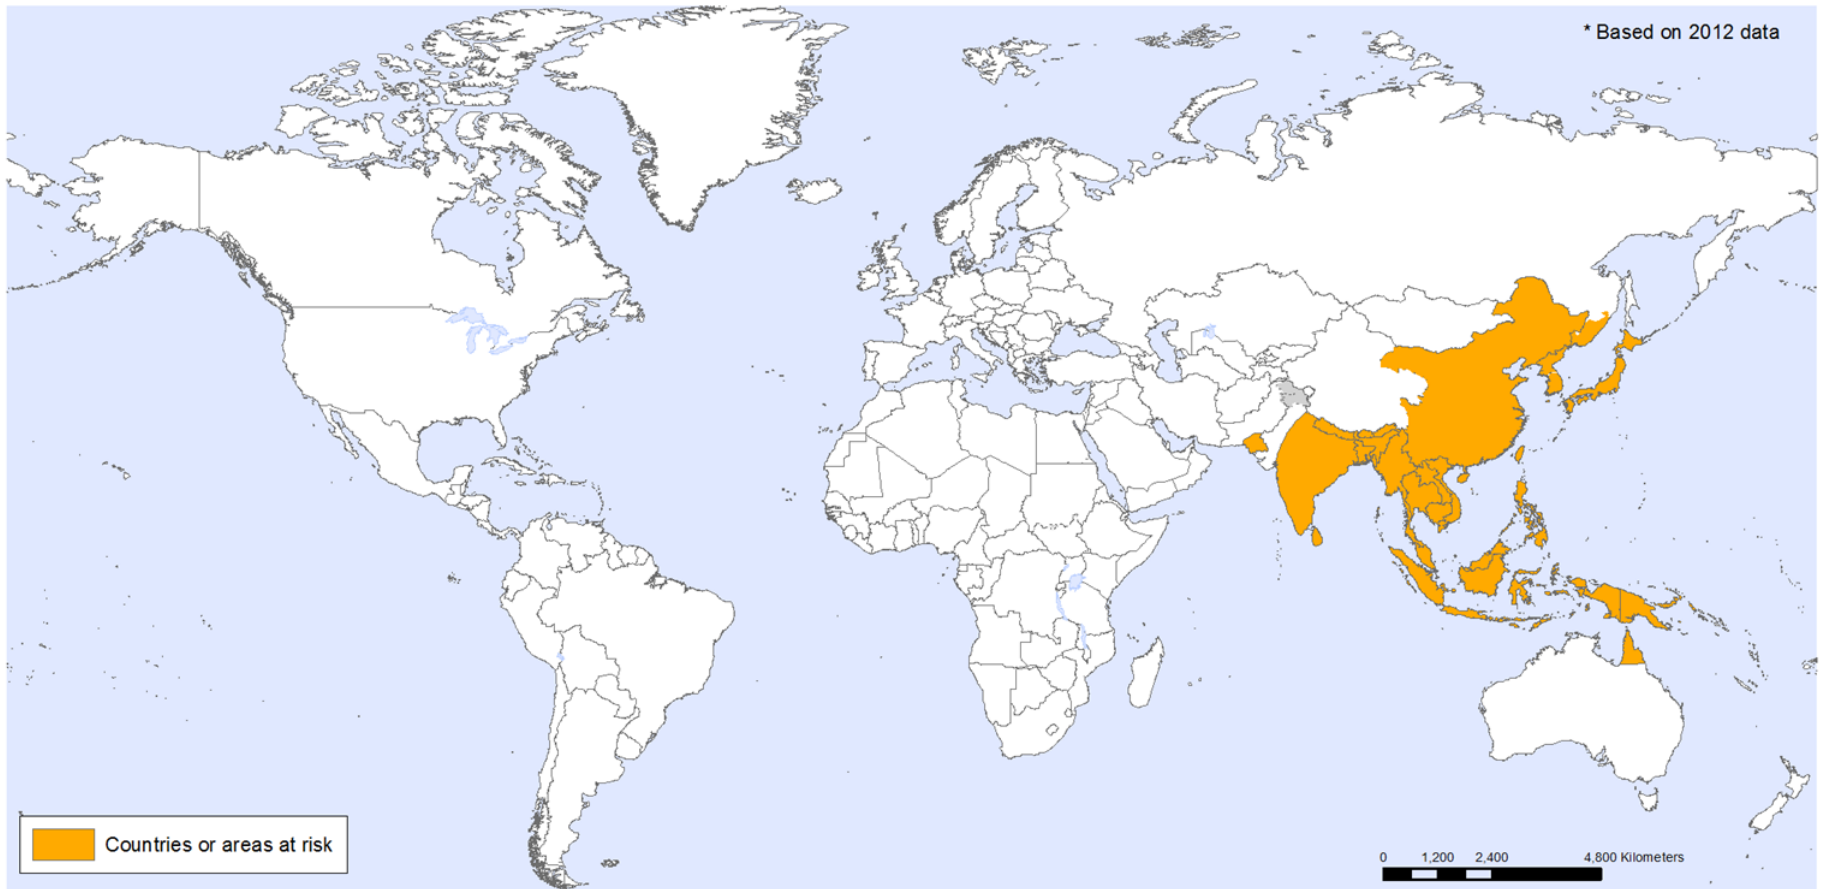 * Based on 2012 data
Countries or areas at risk
0 1,200 2,400 4,800 Kilometers